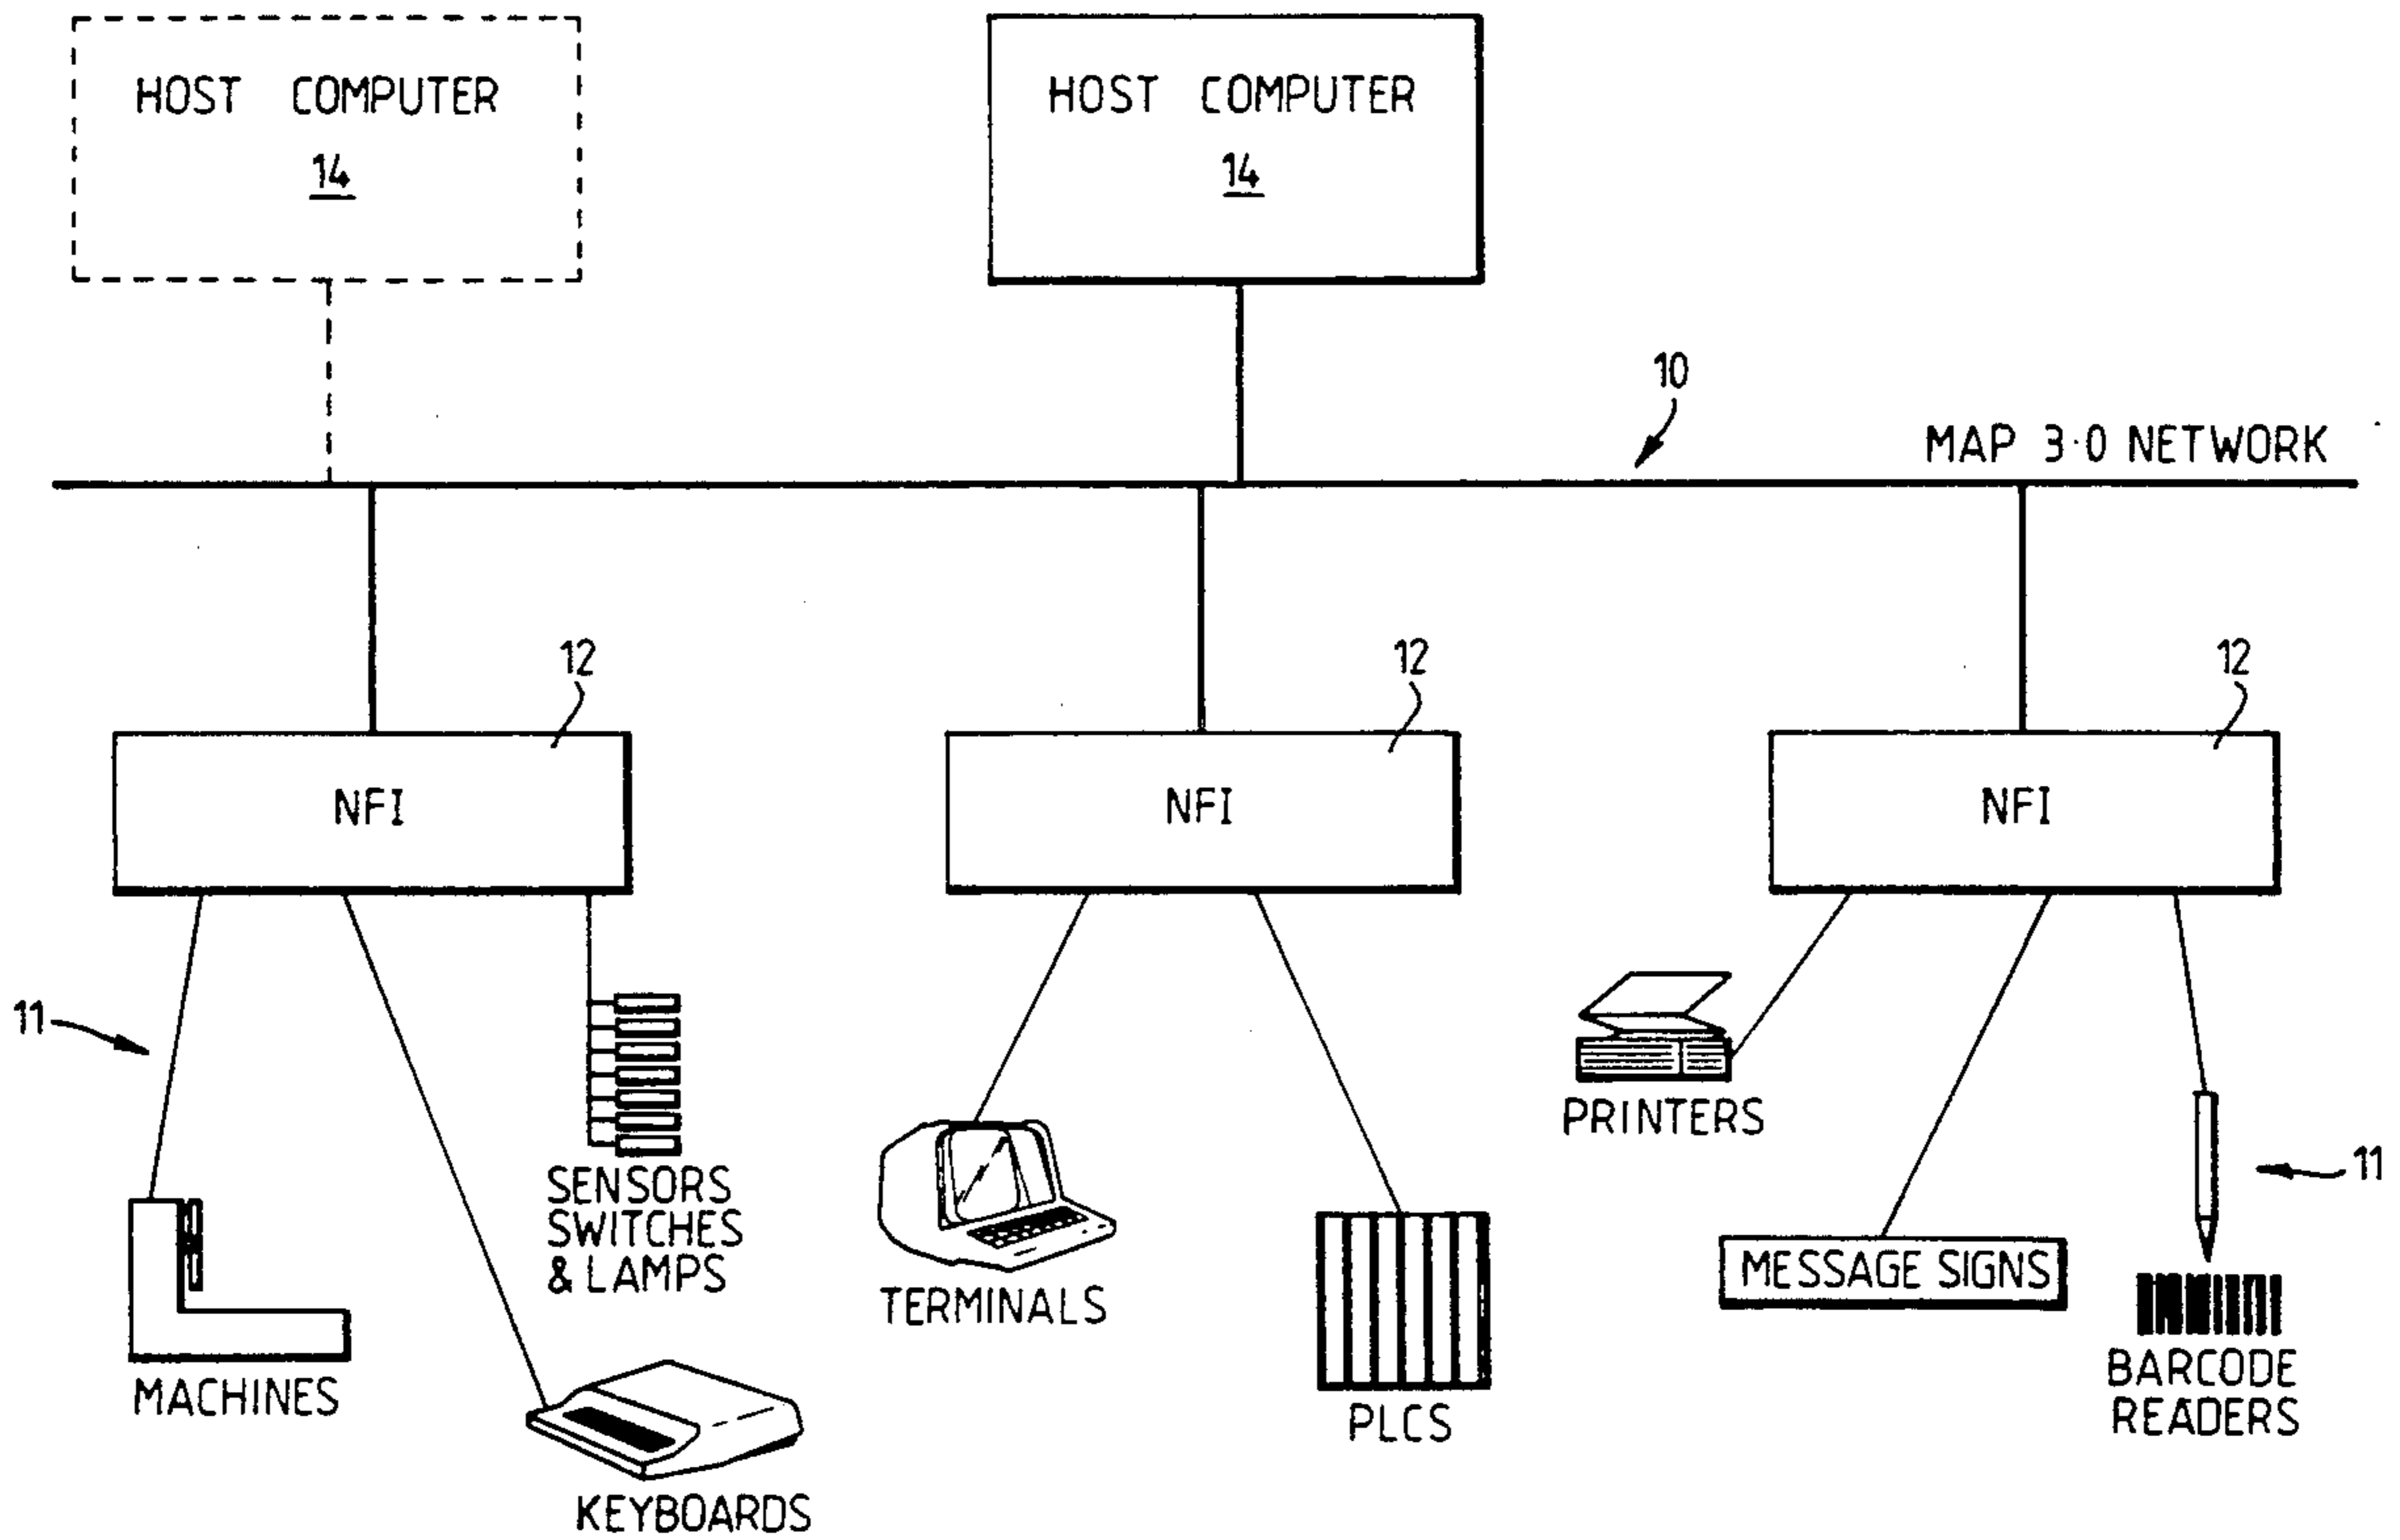 HOST COMPUTER
14
HOST COMPUTER
14
10
MAP 3·0 NETWORK
12
12
12
NFI
NFI
NFI
11
SENSORS
SWITCHES
& LAMPS
MACHINES
KEYBOARDS
TERMINALS
PLCS
PRINTERS
MESSAGE SIGNS
11
BARCODE
READERS